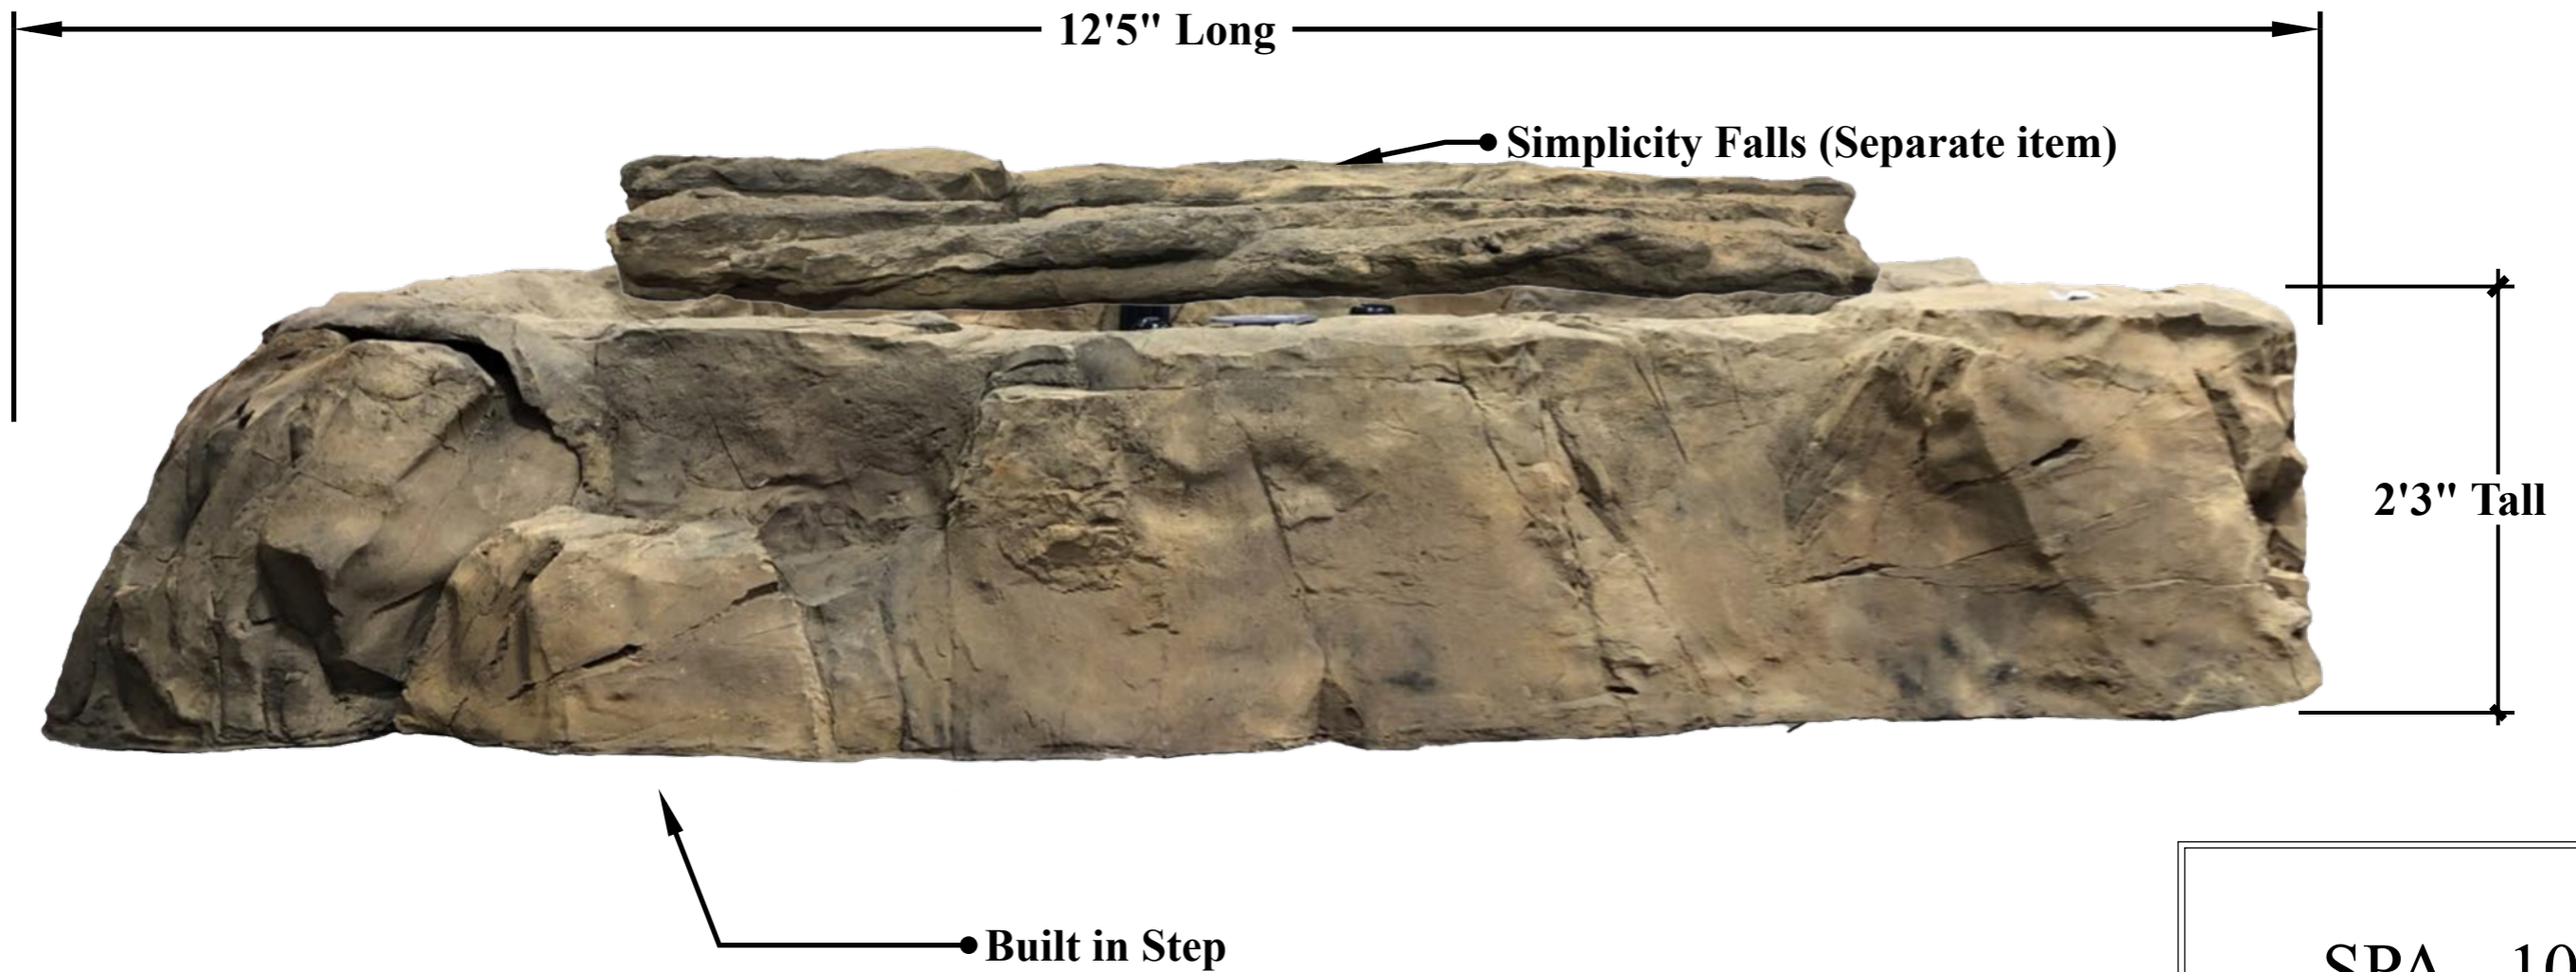 12'5" Long
Simplicity Falls (Separate item)
2'3" Tall
Built in Step